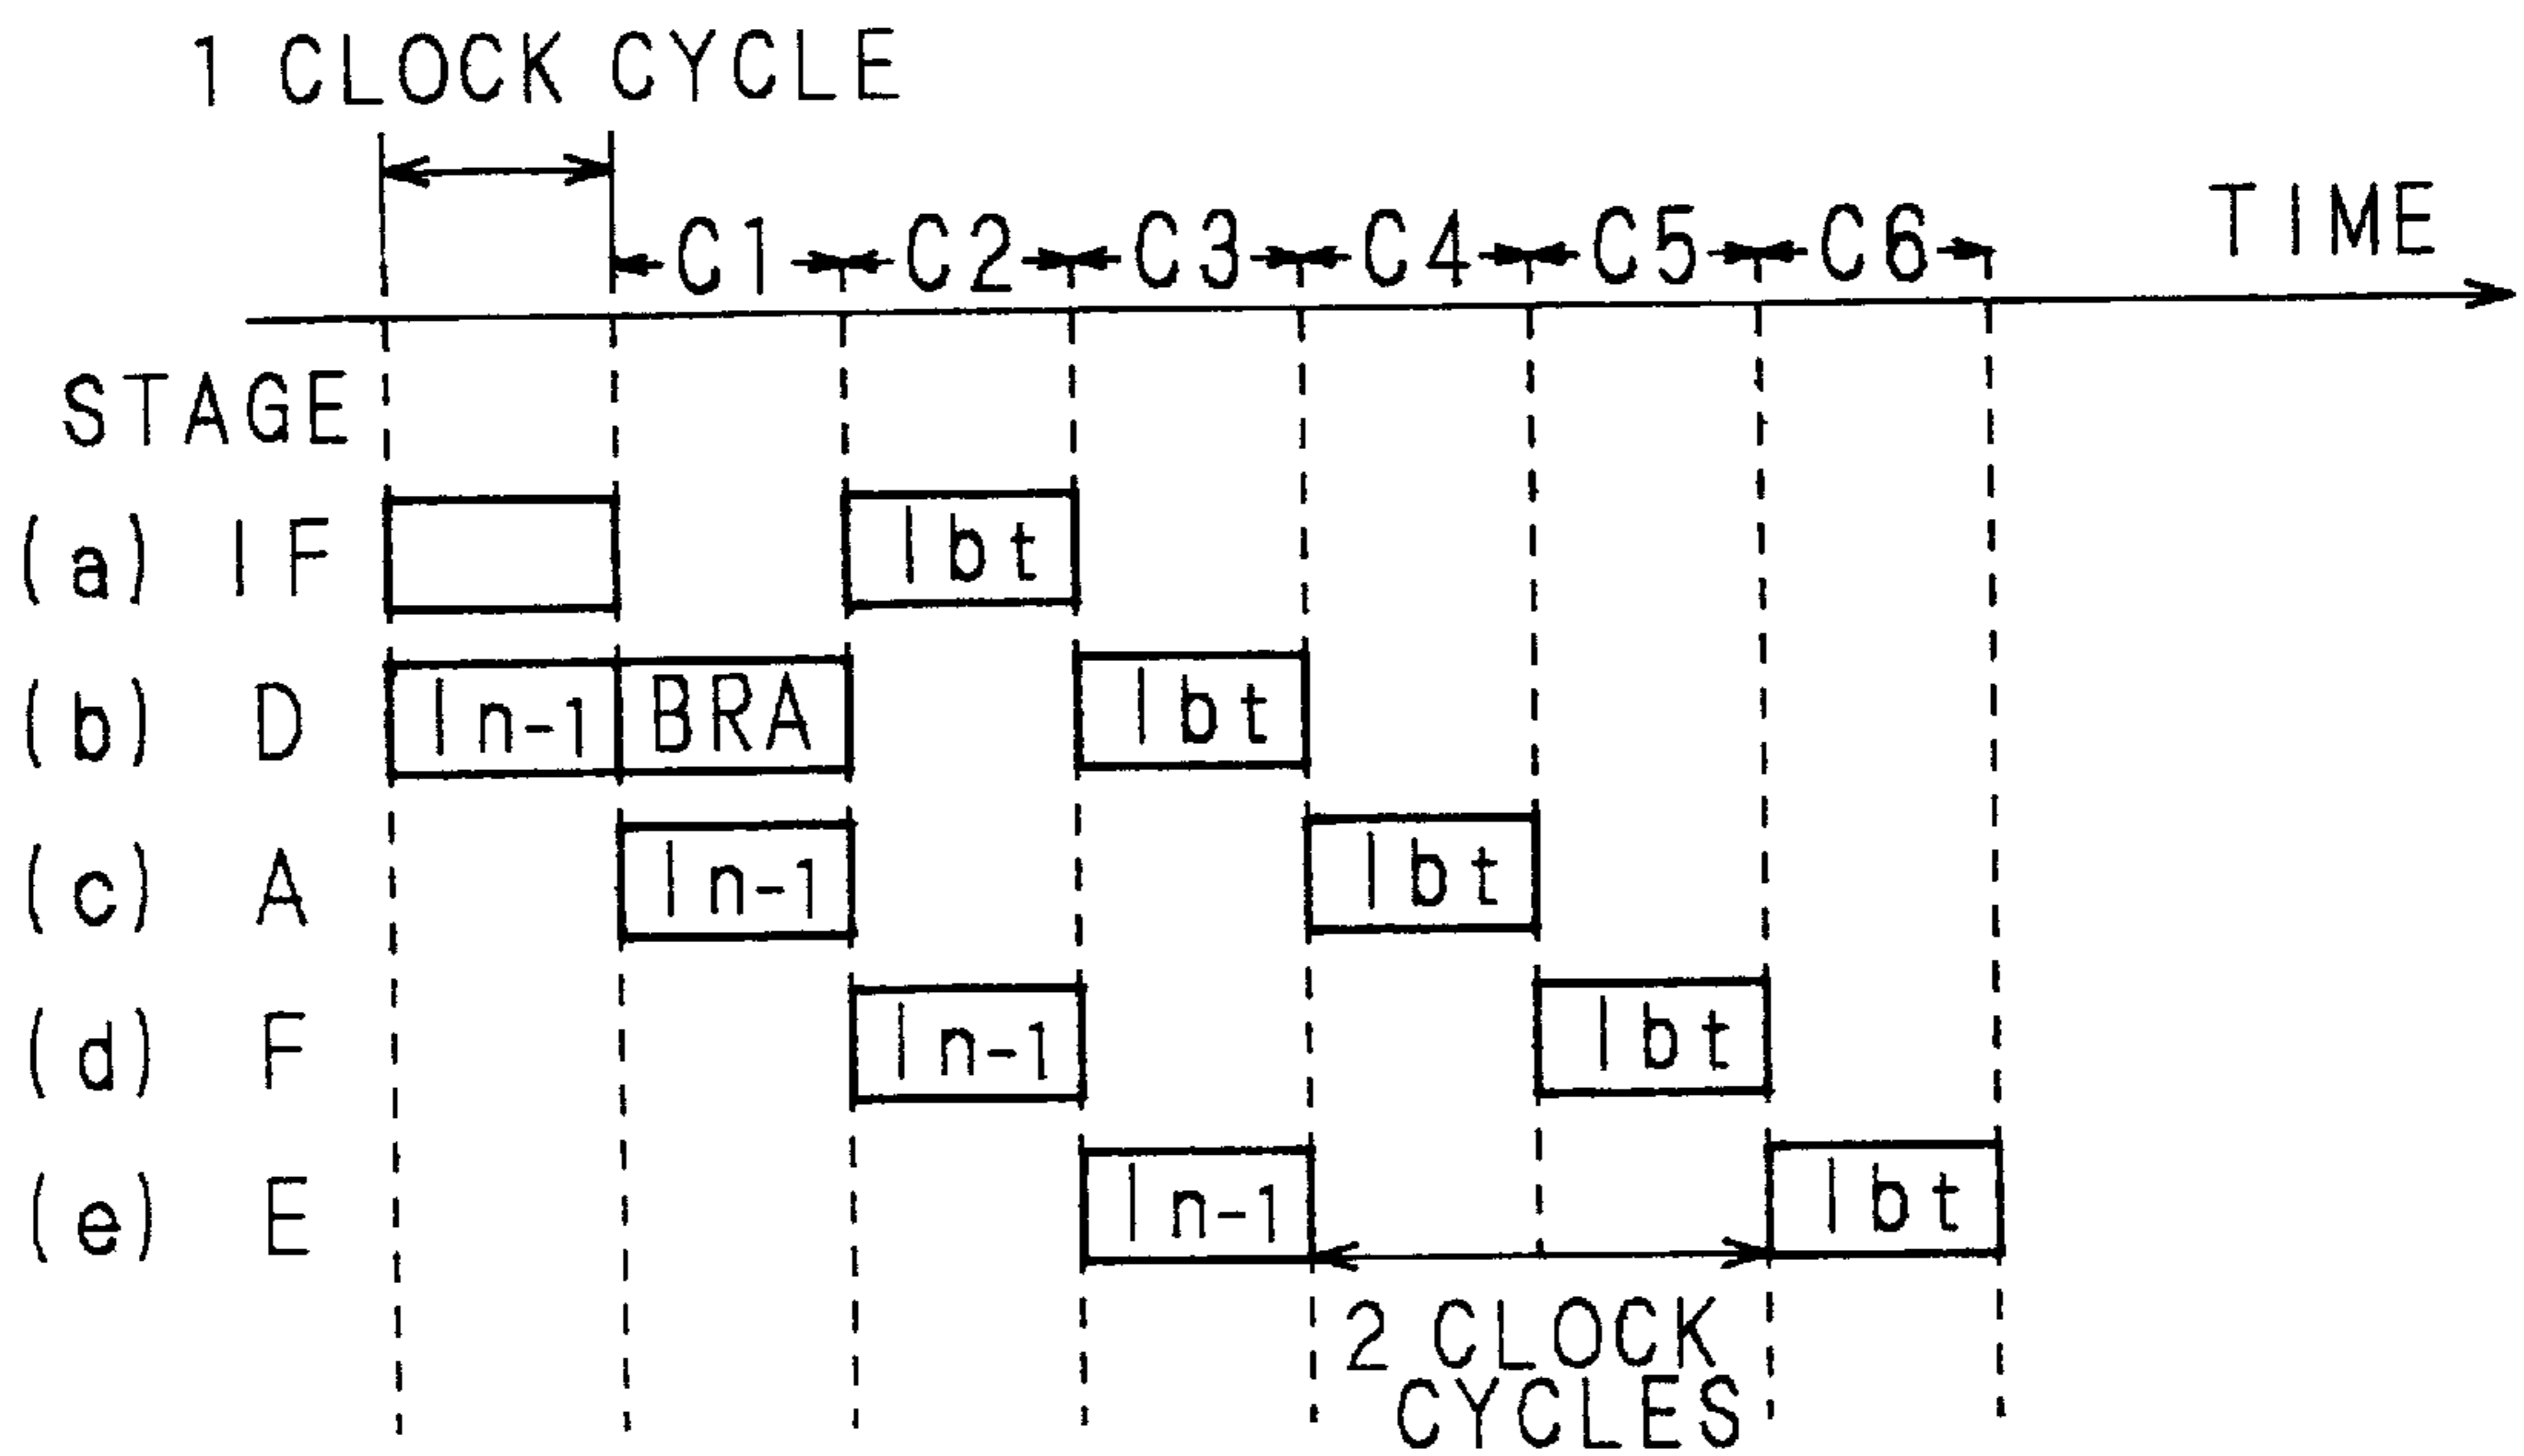 1 CLOCK CYCLE
C1 C2 C3 C4 C5 C6 TIME
STAGE
(a) IF Ibt
(b) D In-1 BRA Ibt
(c) A In-1 Ibt
(d) F In-1 Ibt
(e) E In-1 Ibt
2 CLOCK
CYCLES